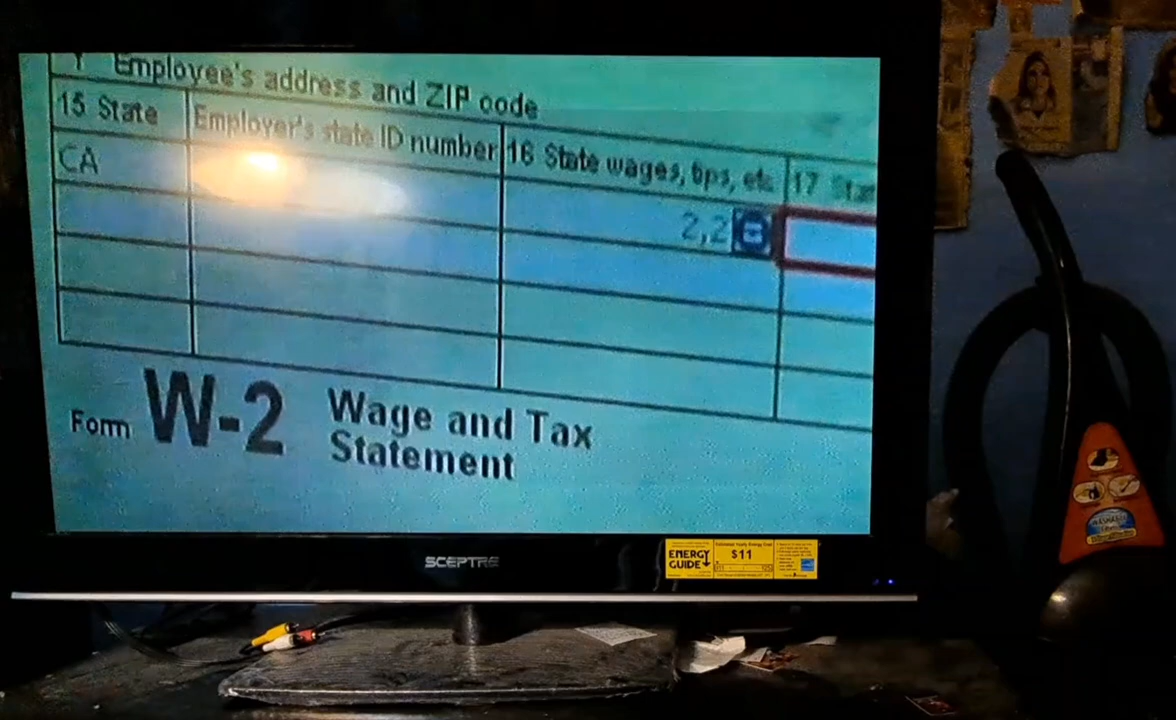 Employee's address and ZIP code
15 State
Employer's state ID number
16 State wages, tips, etc
17
CA
2,2
Form W-2 Wage and Tax
Statement
SCEPTRE
ENERGY
GUIDE
$11